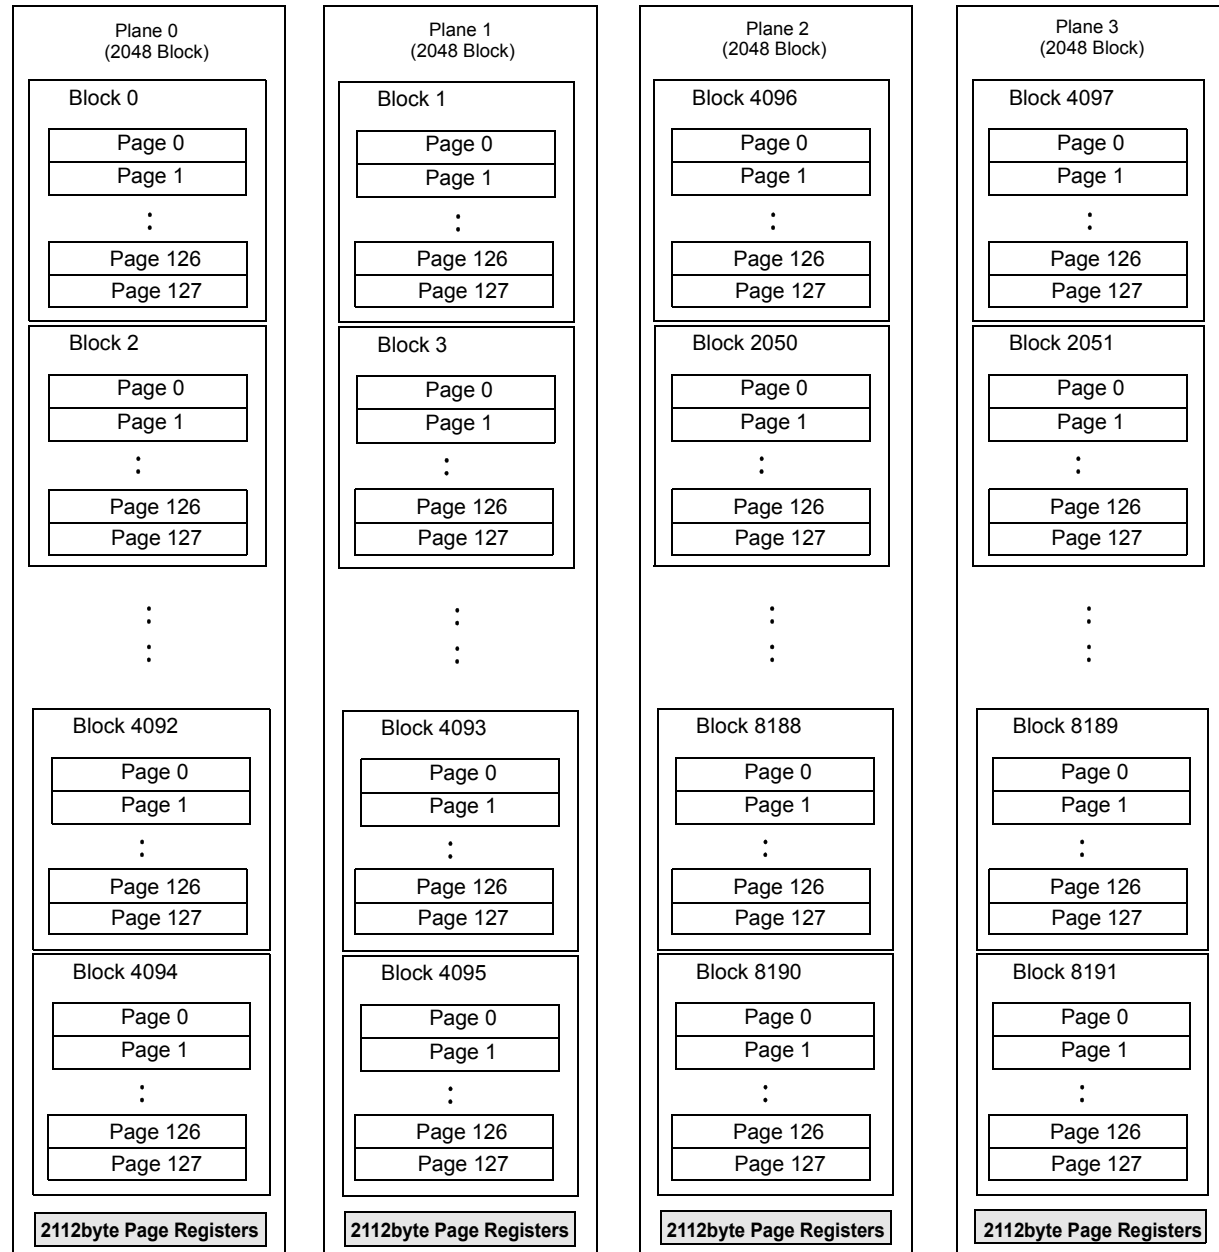 Plane 0
(2048 Block)
Block 0
Page 0
Page 1
Page 126
Page 127
Block 2
Page 0
Page 1
Page 126
Page 127
Block 4092
Page 0
Page 1
Page 126
Page 127
Block 4094
Page 0
Page 1
Page 126
Page 127
2112byte Page Registers
Plane 1
(2048 Block)
Block 1
Page 0
Page 1
Page 126
Page 127
Block 3
Page 0
Page 1
Page 126
Page 127
Block 4093
Page 0
Page 1
Page 126
Page 127
Block 4095
Page 0
Page 1
Page 126
Page 127
2112byte Page Registers
Plane 2
(2048 Block)
Block 4096
Page 0
Page 1
Page 126
Page 127
Block 2050
Page 0
Page 1
Page 126
Page 127
Block 8188
Page 0
Page 1
Page 126
Page 127
Block 8190
Page 0
Page 1
Page 126
Page 127
2112byte Page Registers
Plane 3
(2048 Block)
Block 4097
Page 0
Page 1
Page 126
Page 127
Block 2051
Page 0
Page 1
Page 126
Page 127
Block 8189
Page 0
Page 1
Page 126
Page 127
Block 8191
Page 0
Page 1
Page 126
Page 127
2112byte Page Registers